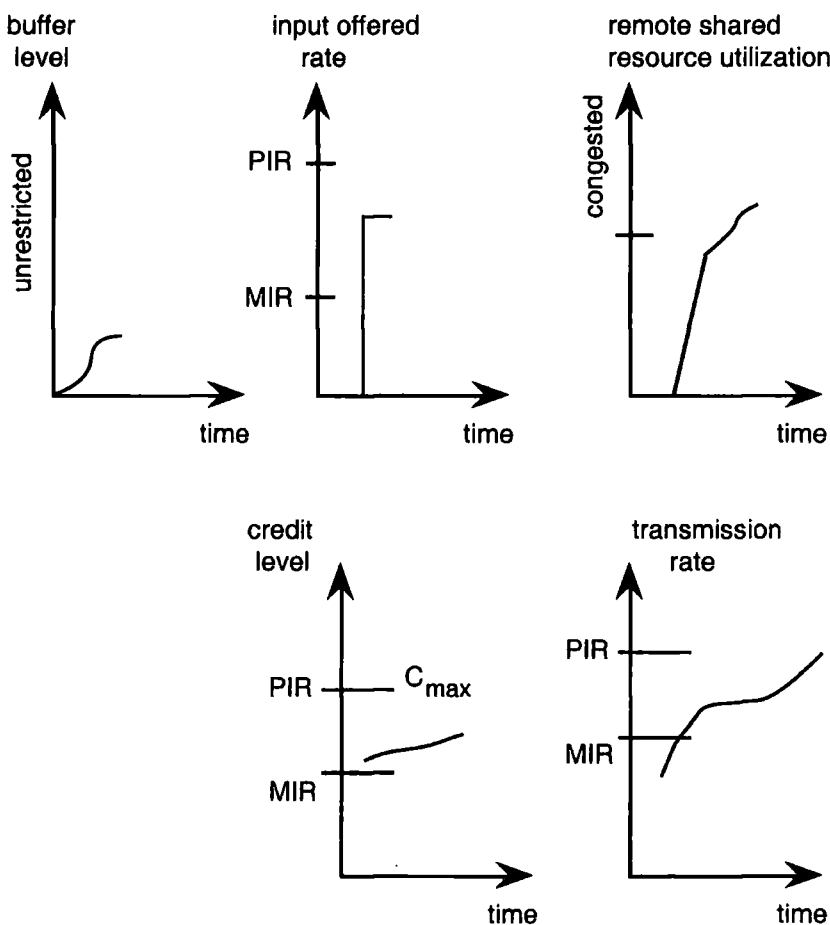 buffer
level
unrestricted
time
input offered
rate
PIR
MIR
time
remote shared
resource utilization
congested
time
credit
level
PIR
C_max
MIR
time
transmission
rate
PIR
MIR
time